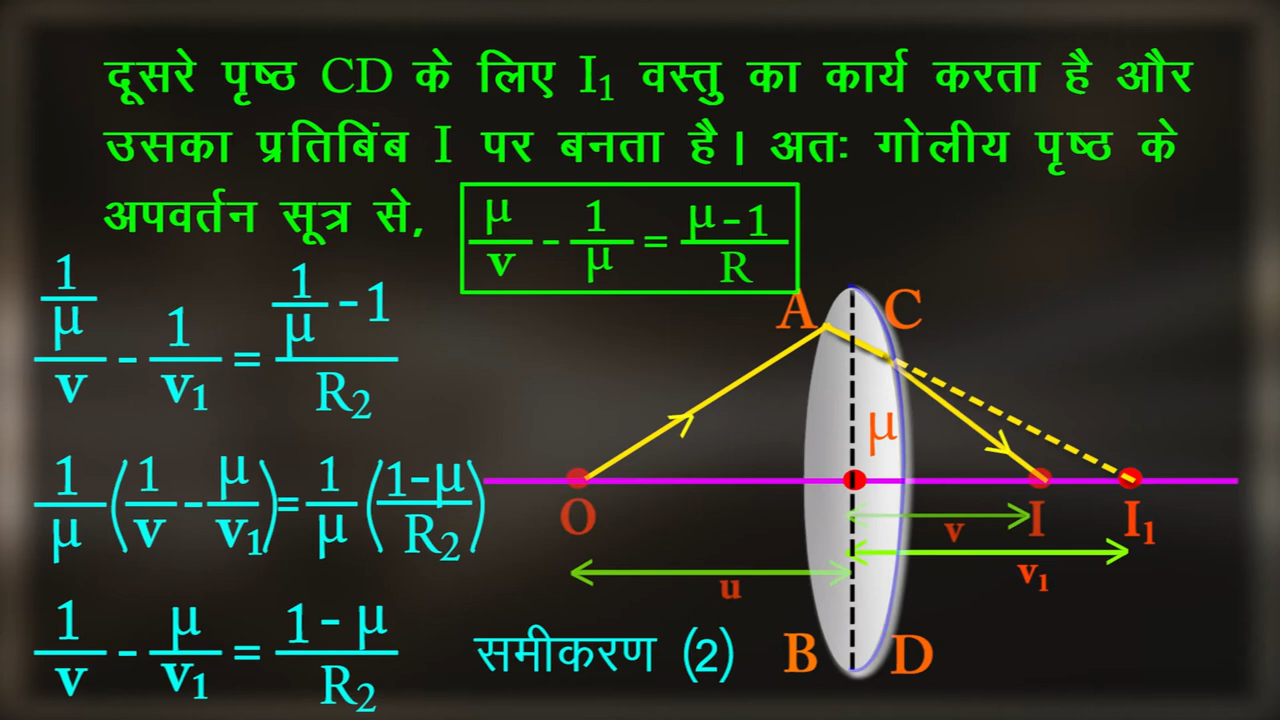 दूसरे पृष्ठ CD के लिए I₁ वस्तु का कार्य करता है और
उसका प्रतिबिंब I पर बनता है। अतः गोलीय पृष्ठ के
अपवर्तन सूत्र से,
μ/v - 1/μ = μ-1/R
(1/μ)/v - 1/v₁ = (1/μ - 1)/R₂
1/μ (1/v - μ/v₁) = 1/μ (1-μ/R₂)
1/v - μ/v₁ = 1-μ/R₂
समीकरण (2)
A
C
μ
O
I
I₁
v
v₁
u
B
D